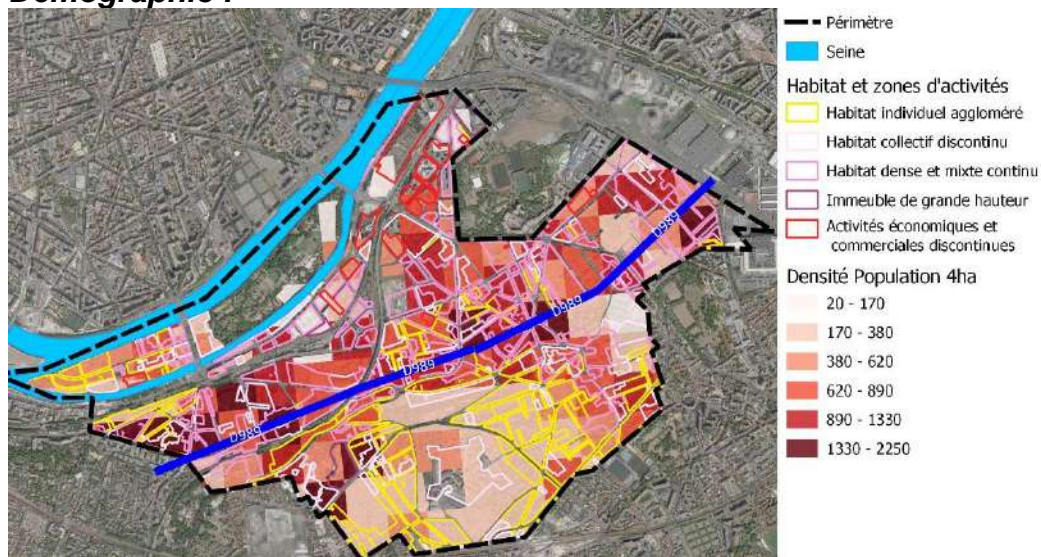 Démographie :
Périmètre
Seine
Habitat et zones d'activités
Habitat individuel aggloméré
Habitat collectif discontinu
Habitat dense et mixte continu
Immeuble de grande hauteur
Activités économiques et
commerciales discontinues
Densité Population 4ha
20 - 170
170 - 380
380 - 620
620 - 890
890 - 1330
1330 - 2250
D989
D989
D989
D989